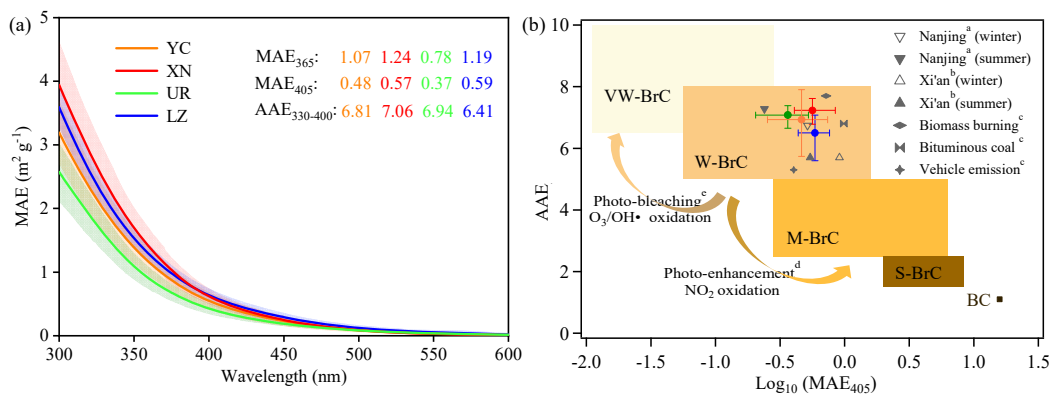 (a)
5
4
3
2
1
0
MAE (m² g⁻¹)
YC
XN
UR
LZ
MAE₃₆₅: 1.07 1.24 0.78 1.19
MAE₄₀₅: 0.48 0.57 0.37 0.59
AAE₃₃₀₋₄₀₀: 6.81 7.06 6.94 6.41
300 350 400 450 500 550 600
Wavelength (nm)
(b)
10
8
6
4
2
0
AAE
VW-BrC
W-BrC
M-BrC
S-BrC
BC
Photo-bleachingᵉ
O₃/OH• oxidation
Photo-enhancementᵈ
NO₂ oxidation
Nanjingᵃ (winter)
Nanjingᵃ (summer)
Xi'anᵇ (winter)
Xi'anᵇ (summer)
Biomass burningᶜ
Bituminous coal ᶜ
Vehicle emissionᶜ
-2.0 -1.5 -1.0 -0.5 0.0 0.5 1.0 1.5
Log₁₀ (MAE₄₀₅)